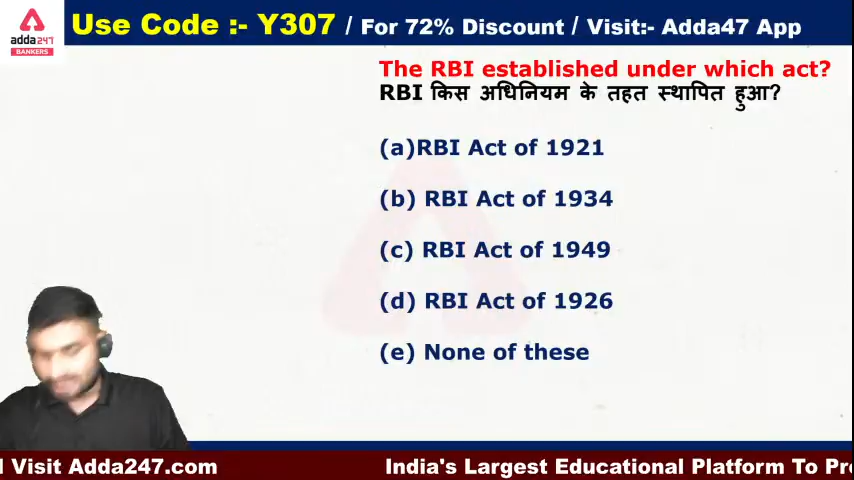 Use Code :- Y307 / For 72% Discount / Visit:- Adda47 App
adda247
BANKERS
The RBI established under which act?
RBI किस अधिनियम के तहत स्थापित हुआ?
(a)RBI Act of 1921
(b) RBI Act of 1934
(c) RBI Act of 1949
(d) RBI Act of 1926
(e) None of these
Visit Adda247.com
India's Largest Educational Platform To Pre